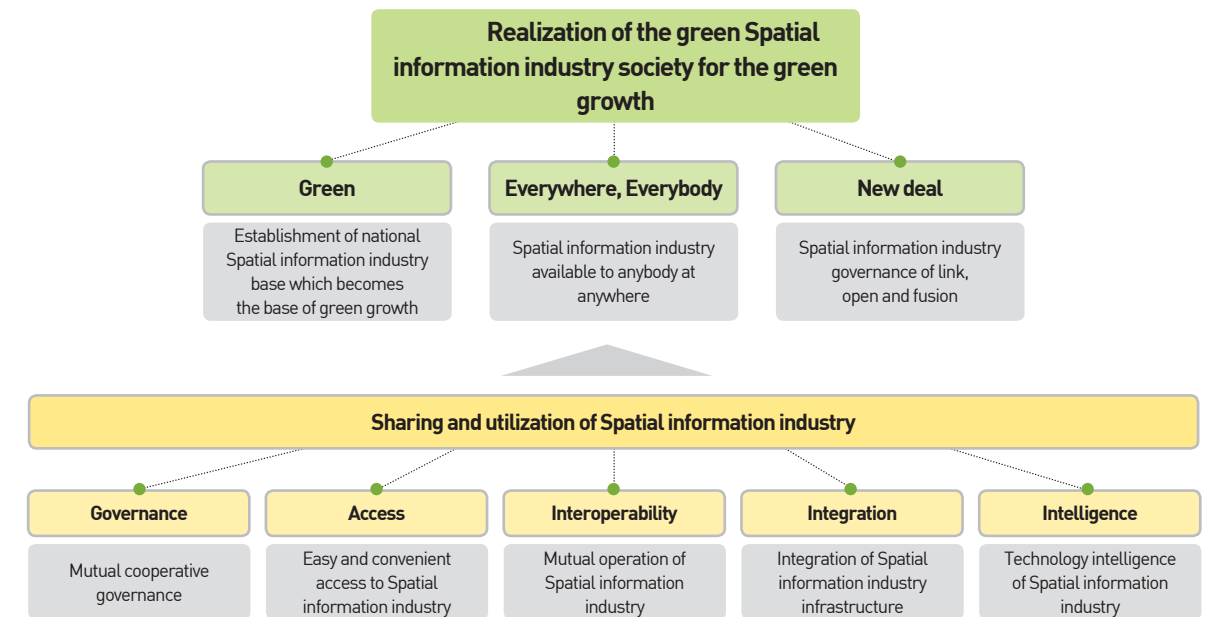 Realization of the green Spatial
information industry society for the green
growth
Green
Everywhere, Everybody
New deal
Establishment of national
Spatial information industry
base which becomes
the base of green growth
Spatial information industry
available to anybody at
anywhere
Spatial information industry
governance of link,
open and fusion
Sharing and utilization of Spatial information industry
Governance
Access
Interoperability
Integration
Intelligence
Mutual cooperative
governance
Easy and convenient
access to Spatial
information industry
Mutual operation of
Spatial information
industry
Integration of Spatial
information industry
infrastructure
Technology intelligence
of Spatial information
industry